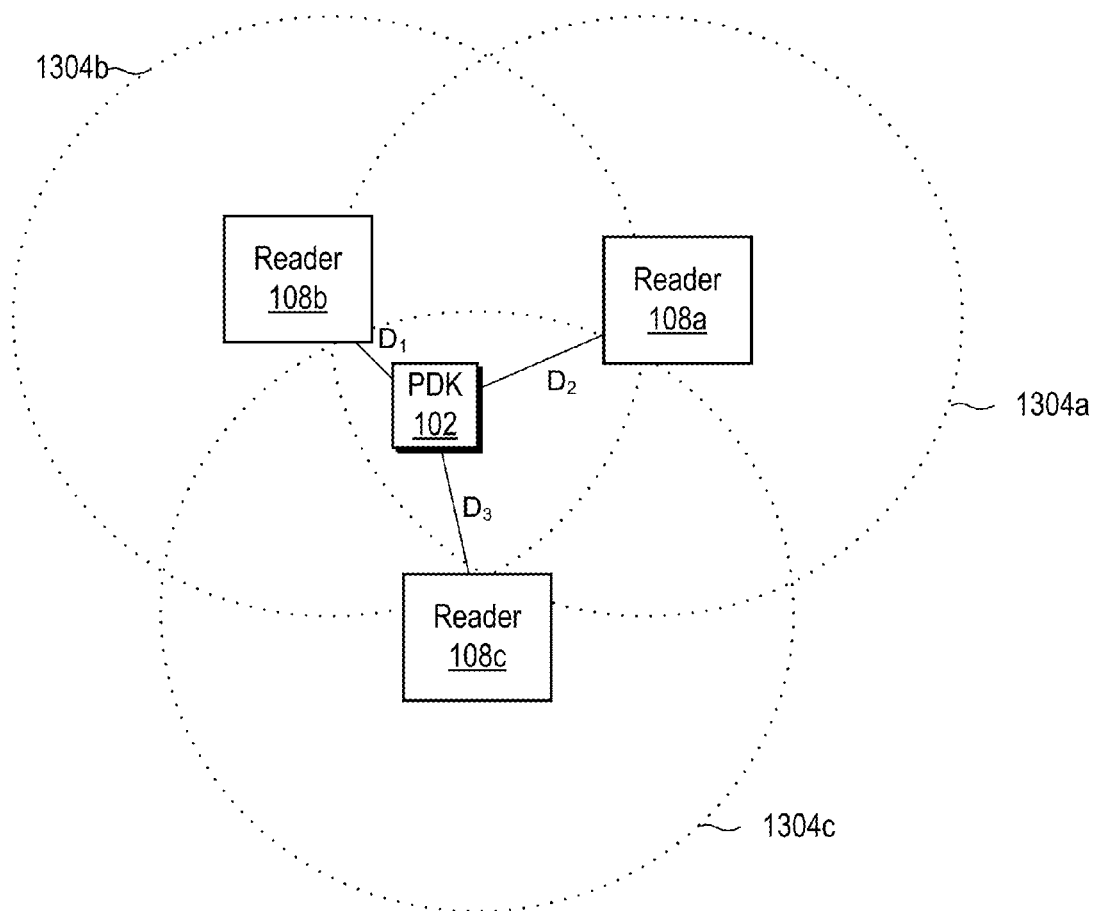 1304b
Reader
108b
Reader
108a
D₁
PDK
102
D₂
1304a
D₃
Reader
108c
1304c